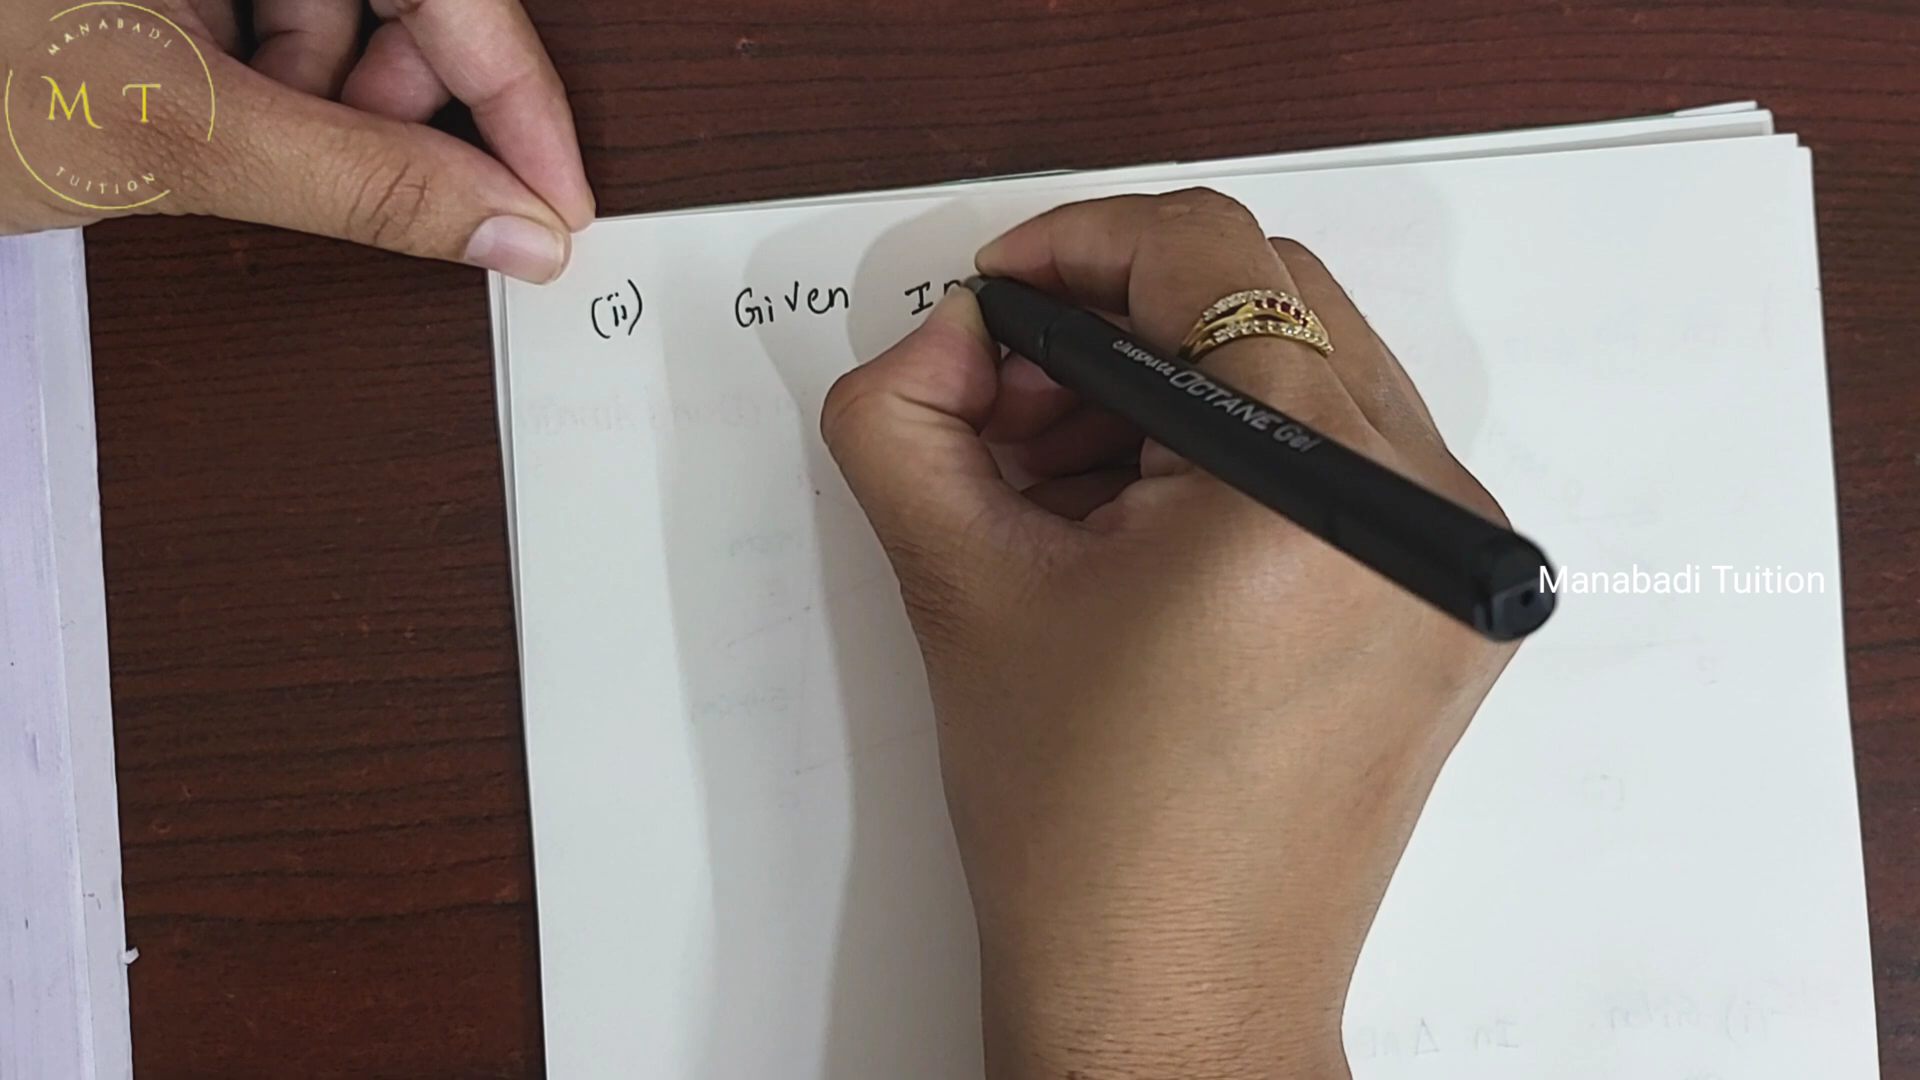 MANABADI
M T
TUITION
(ii) Given In
classmate OCTANE Gel
Manabadi Tuition